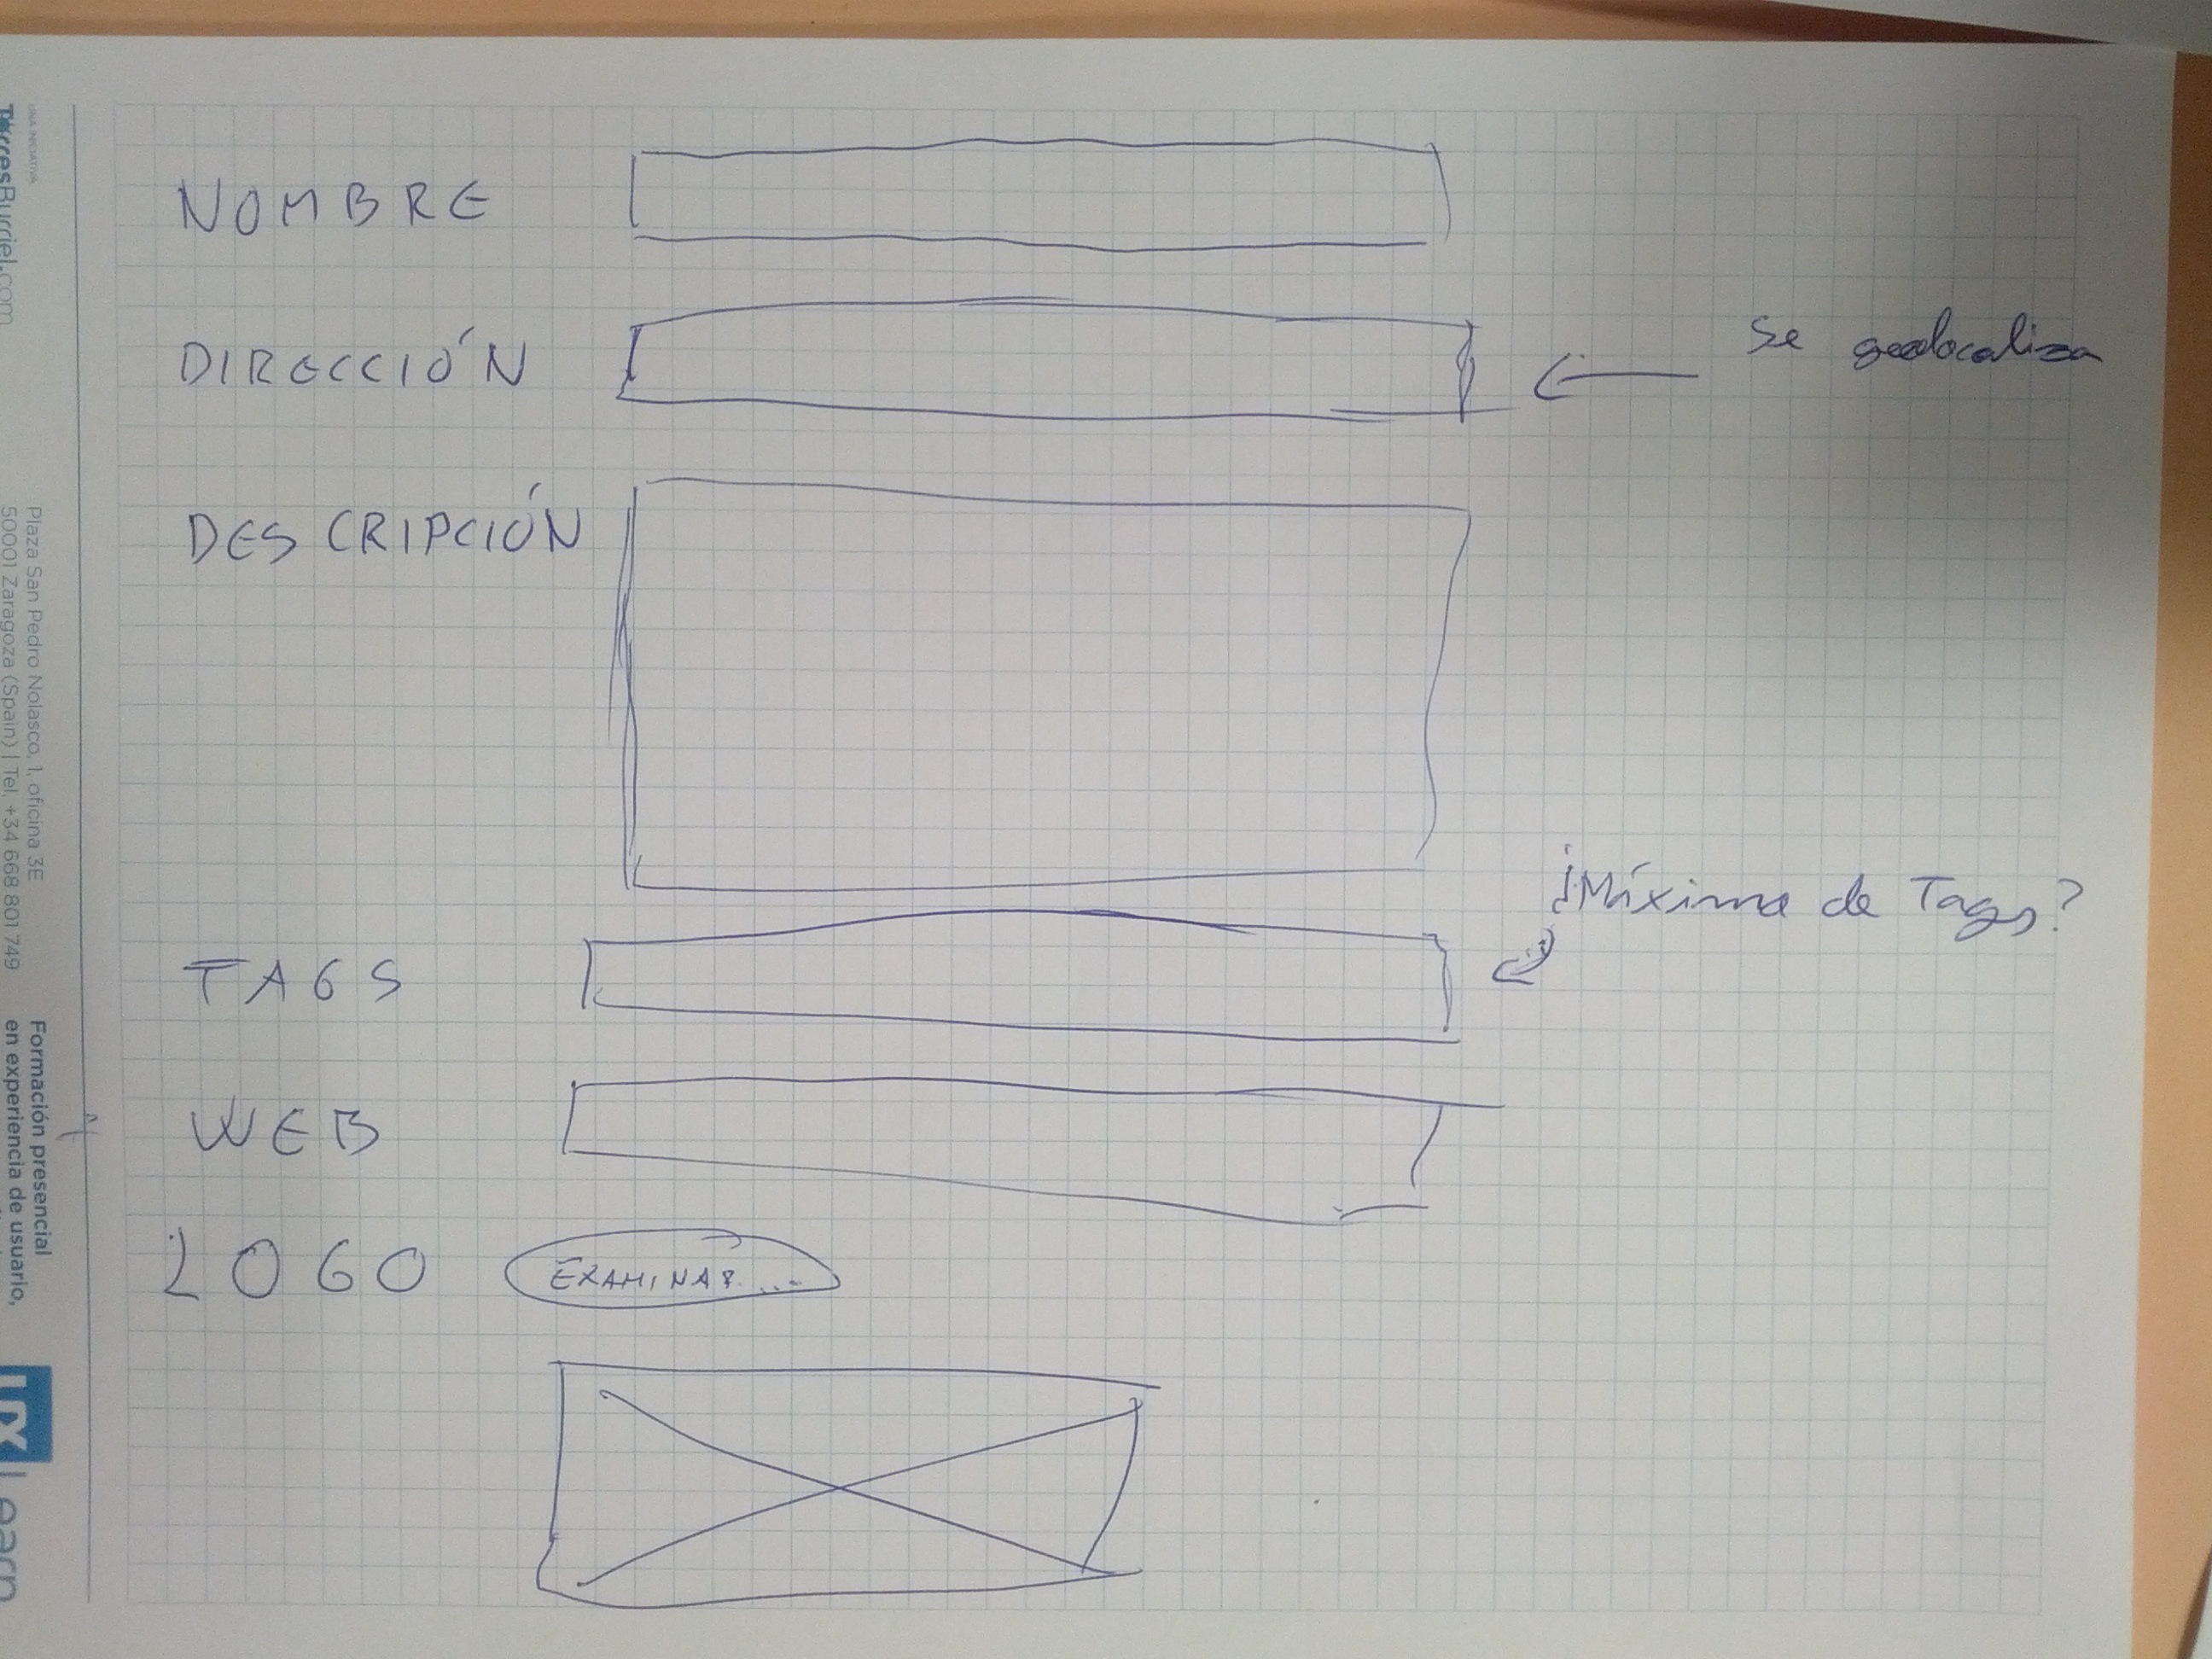 NOMBRE
DIRECCIÓN
Se geolocaliza
DESCRIPCIÓN
¿Máximo de Tags?
TAGS
WEB
LOGO
EXAMINAR...
UNA INICIATIVA
TorresBurriel.com
Plaza San Pedro Nolasco, 1, oficina 3E
50001 Zaragoza (Spain) | Tel. +34 668 801 749
Formación presencial
en experiencia de usuario,
UX Learn